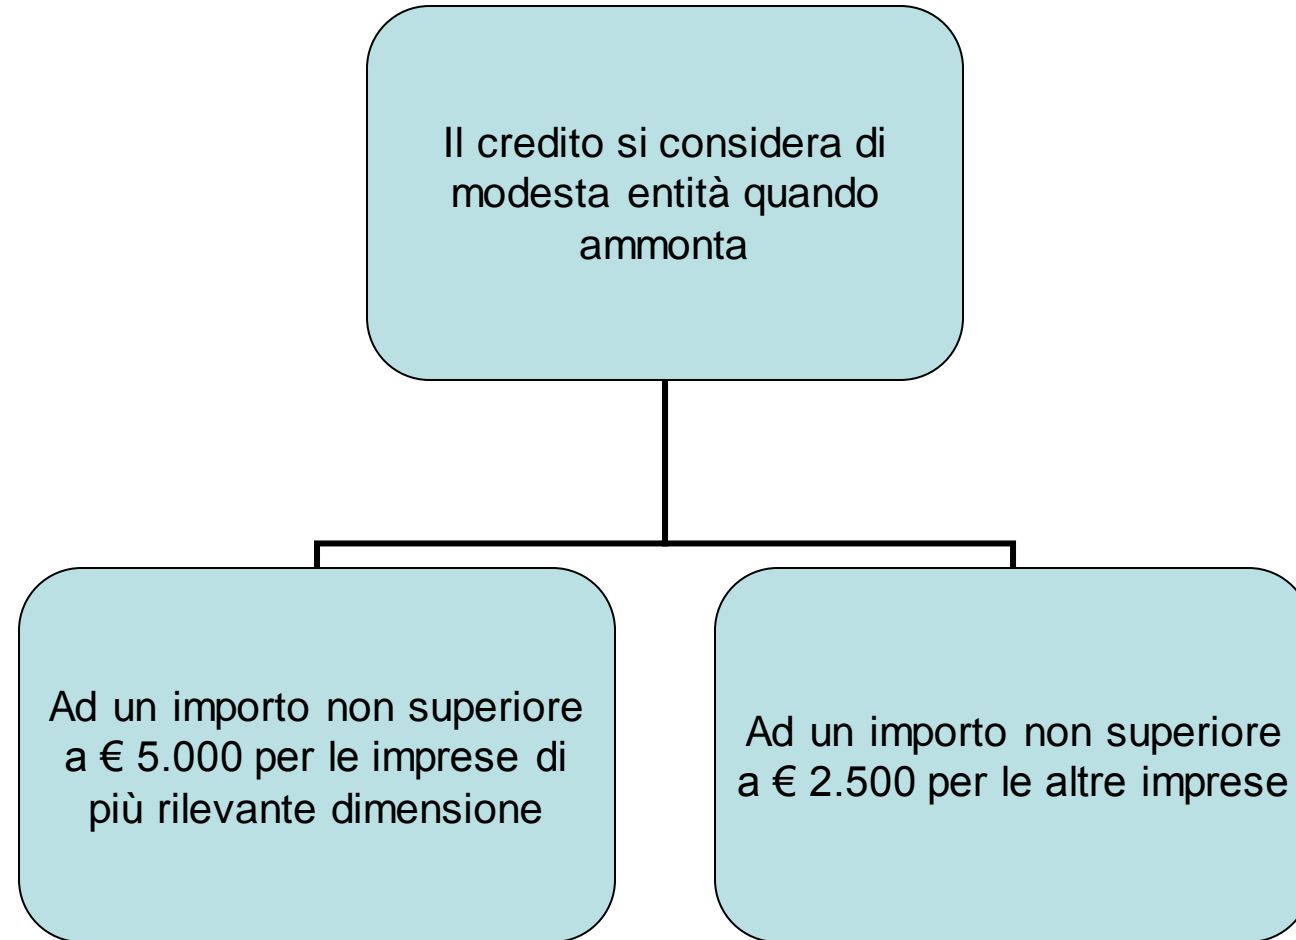 Il credito si considera di
modesta entità quando
ammonta
Ad un importo non superiore
a € 5.000 per le imprese di
più rilevante dimensione
Ad un importo non superiore
a € 2.500 per le altre imprese